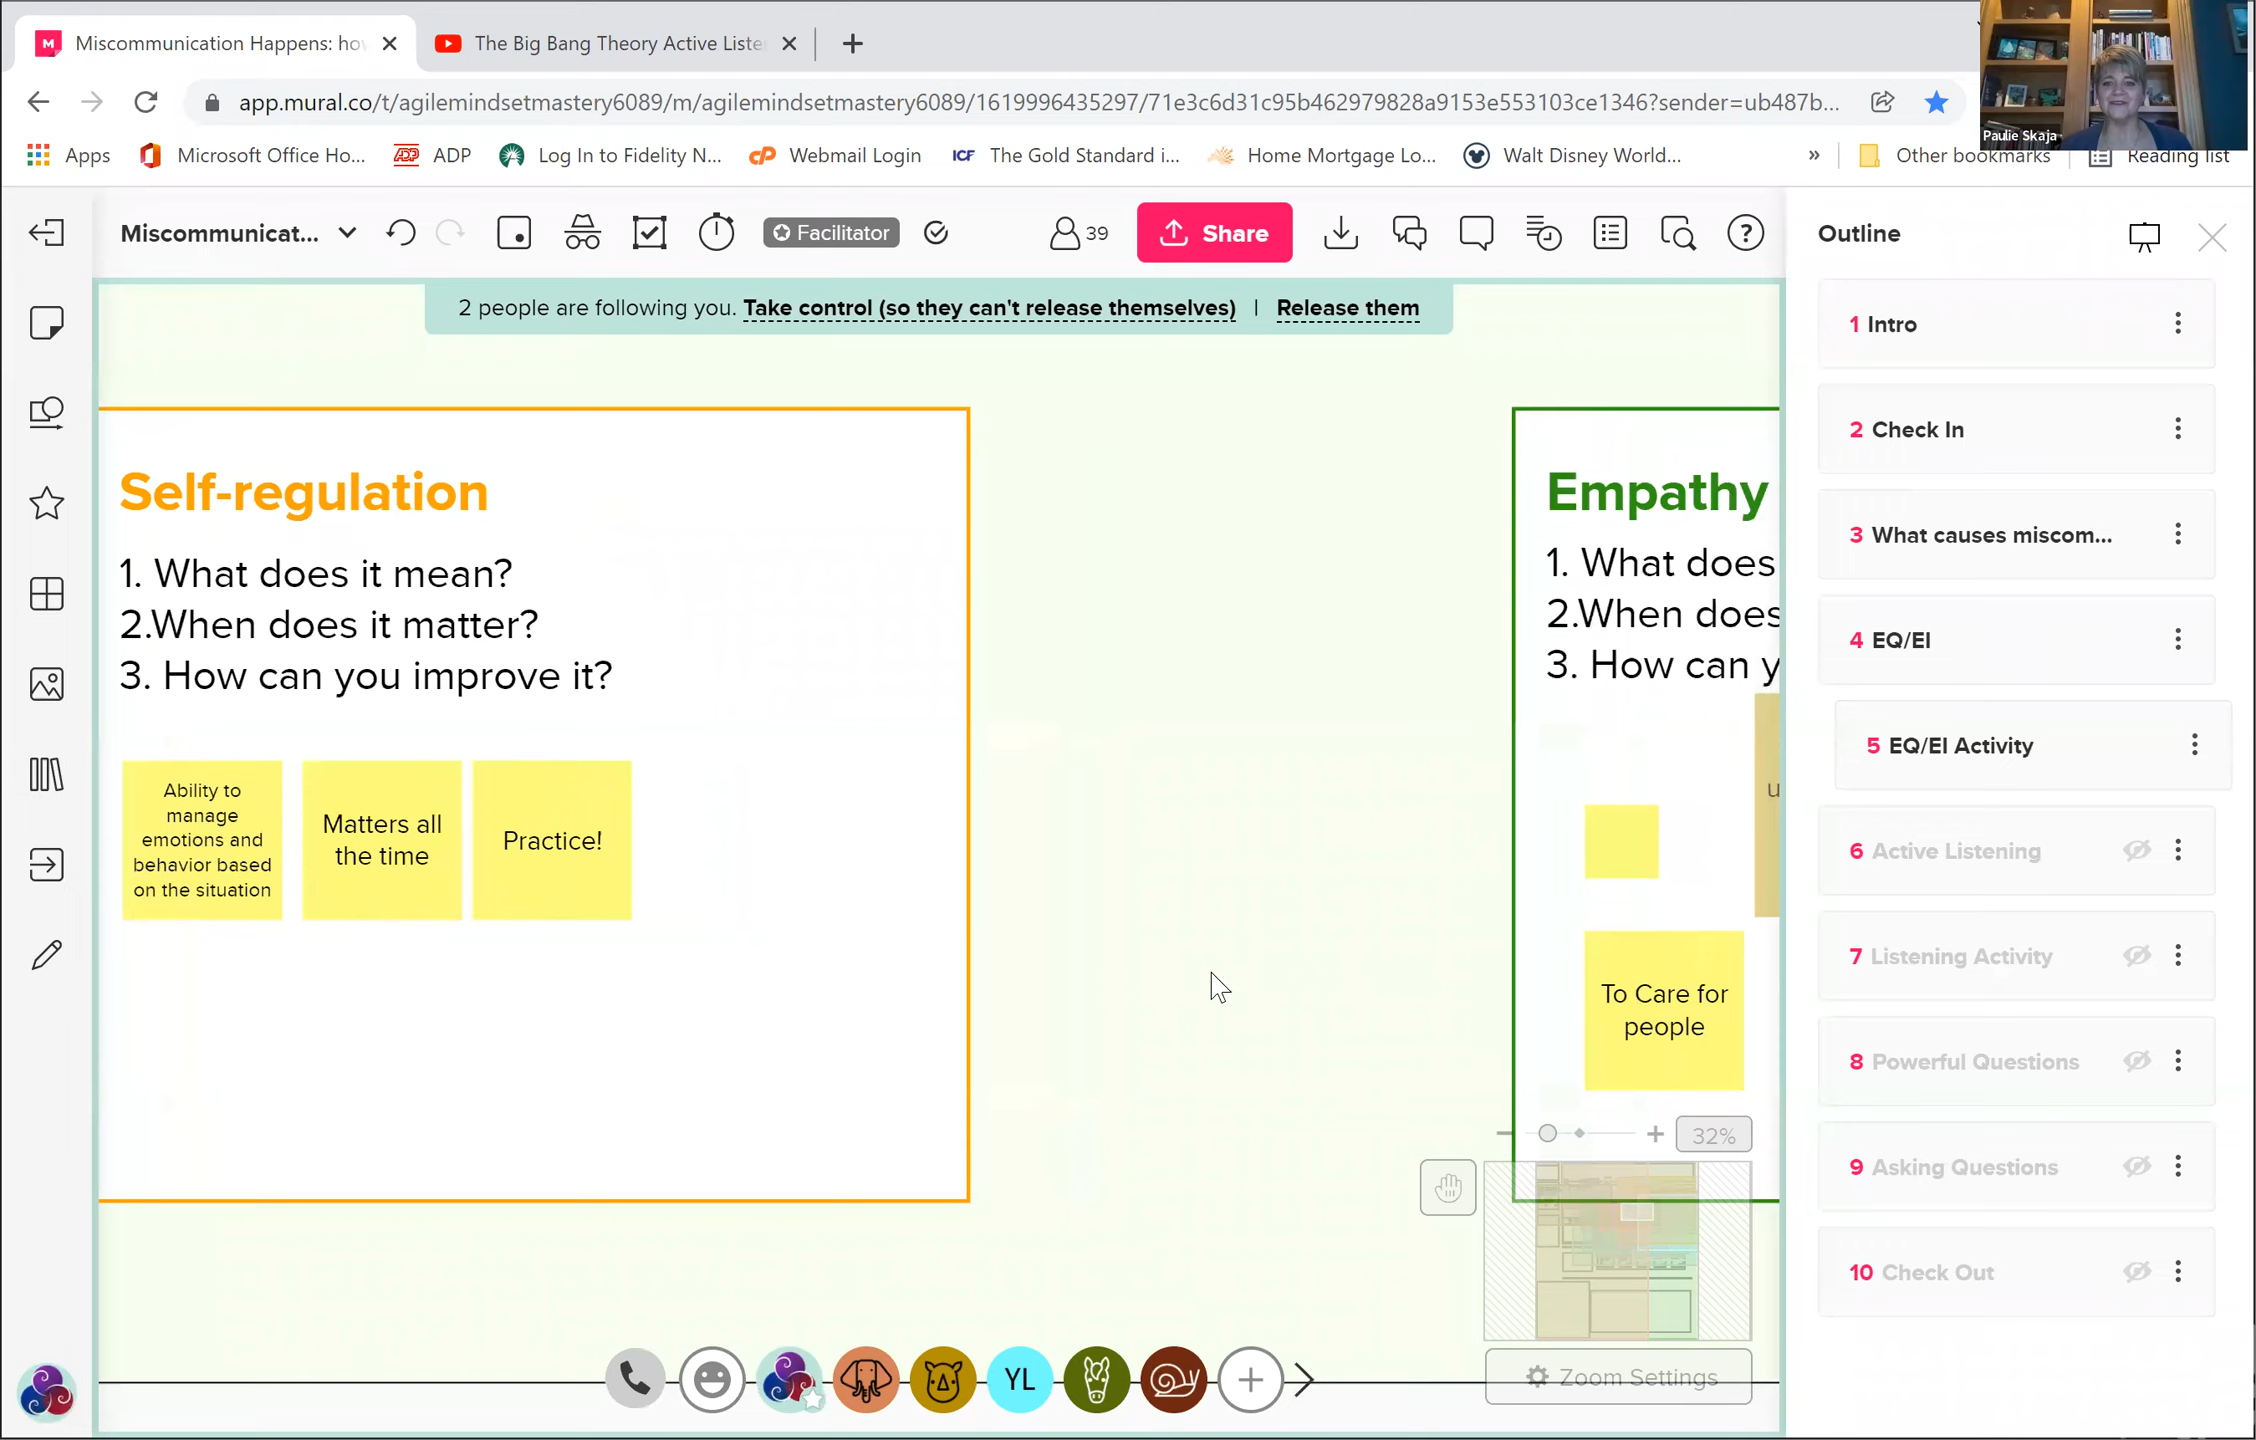 Miscommunication Happens: ho
The Big Bang Theory Active Liste
app.mural.co/t/agilemindsetmastery6089/m/agilemindsetmastery6089/1619996435297/71e3c6d31c95b462979828a9153e553103ce1346?sender=ub487b...
Paulie Skaja
Apps
Microsoft Office Ho...
ADP
Log In to Fidelity N...
Webmail Login
ICF
The Gold Standard i...
Home Mortgage Lo...
Walt Disney World...
»
Other bookmarks
Reading list
Miscommunicat...
Facilitator
39
Share
Outline
2 people are following you. Take control (so they can't release themselves) | Release them
Self-regulation
1. What does it mean?
2.When does it matter?
3. How can you improve it?
Ability to
manage
emotions and
behavior based
on the situation
Matters all
the time
Practice!
Empathy
1. What does
2.When does
3. How can y
u
To Care for
people
32%
Zoom Settings
YL
1 Intro
2 Check In
3 What causes miscom...
4 EQ/EI
5 EQ/EI Activity
6 Active Listening
7 Listening Activity
8 Powerful Questions
9 Asking Questions
10 Check Out